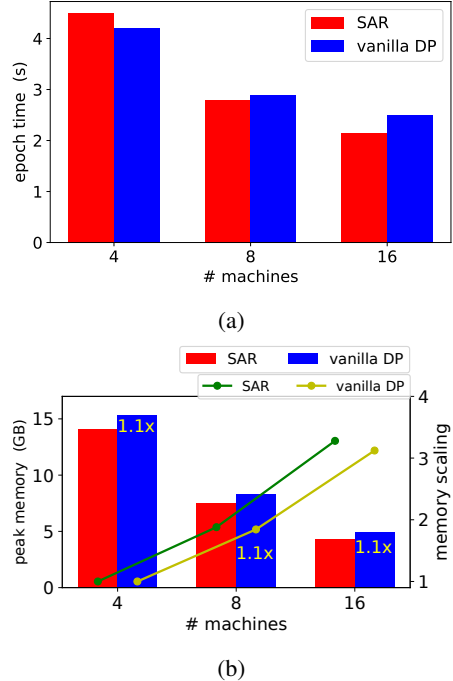 SAR
vanilla DP
epoch time (s)
4
3
2
1
0
4 8 16
# machines
(a)
SAR vanilla DP
SAR vanilla DP
peak memory (GB)
15
10
5
0
1.1x
1.1x
1.1x
4
3
2
1
memory scaling
4 8 16
# machines
(b)